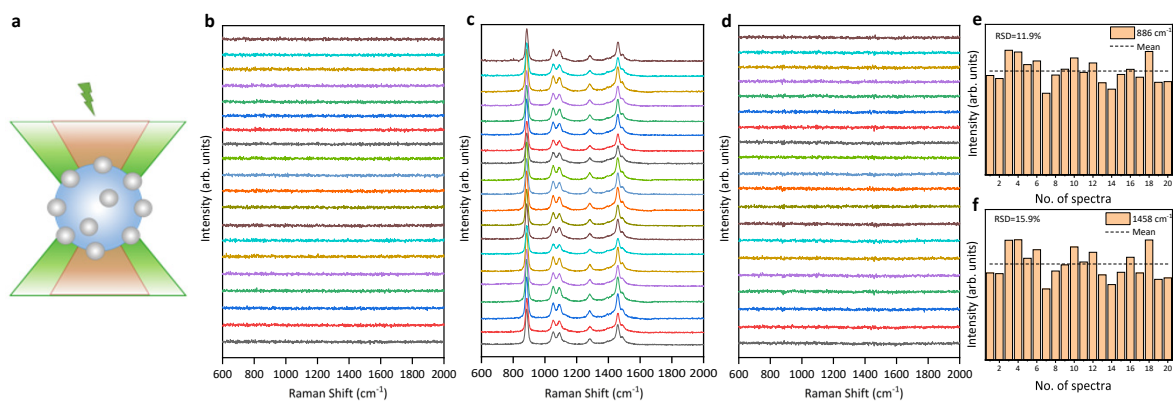 a
b
Intensity (arb. units)
600 800 1000 1200 1400 1600 1800 2000
Raman Shift (cm⁻¹)
c
Intensity (arb. units)
600 800 1000 1200 1400 1600 1800 2000
Raman Shift (cm⁻¹)
d
Intensity (arb. units)
600 800 1000 1200 1400 1600 1800 2000
Raman Shift (cm⁻¹)
e
RSD=11.9%
886 cm⁻¹
Mean
Intensity (arb. units)
2 4 6 8 10 12 14 16 18 20
No. of spectra
f
RSD=15.9%
1458 cm⁻¹
Mean
Intensity (arb. units)
2 4 6 8 10 12 14 16 18 20
No. of spectra